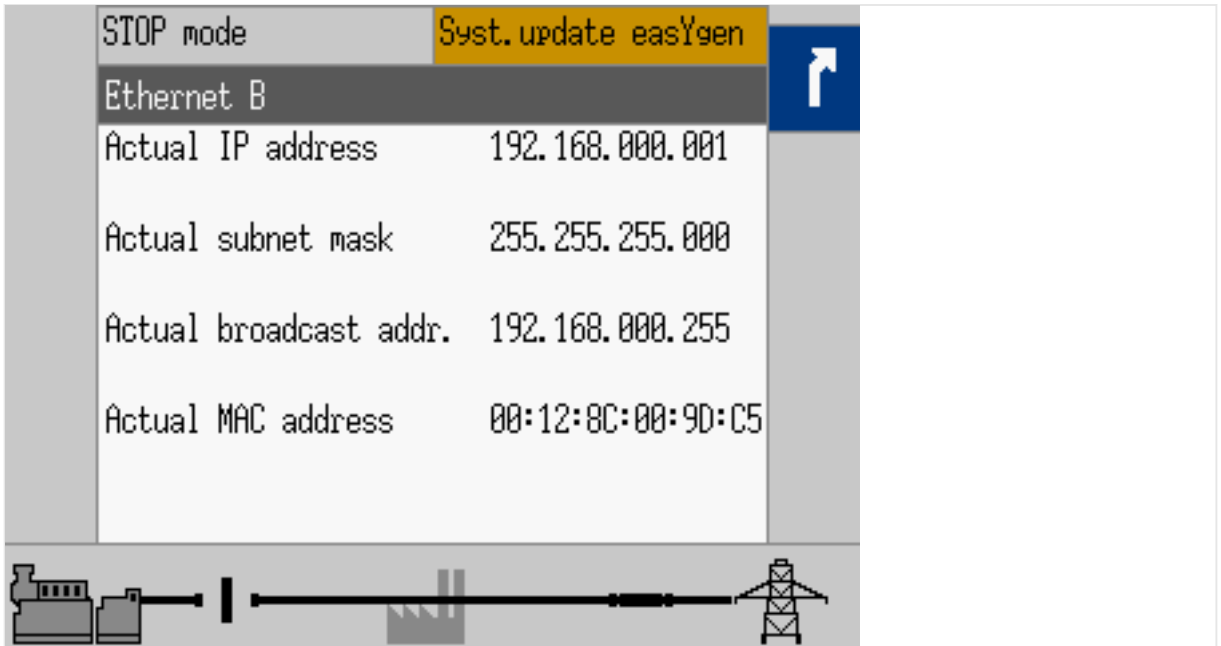 STOP mode
Syst.update easYgen
Ethernet B
Actual IP address 192.168.000.001
Actual subnet mask 255.255.255.000
Actual broadcast addr. 192.168.000.255
Actual MAC address 00:12:8C:00:9D:C5